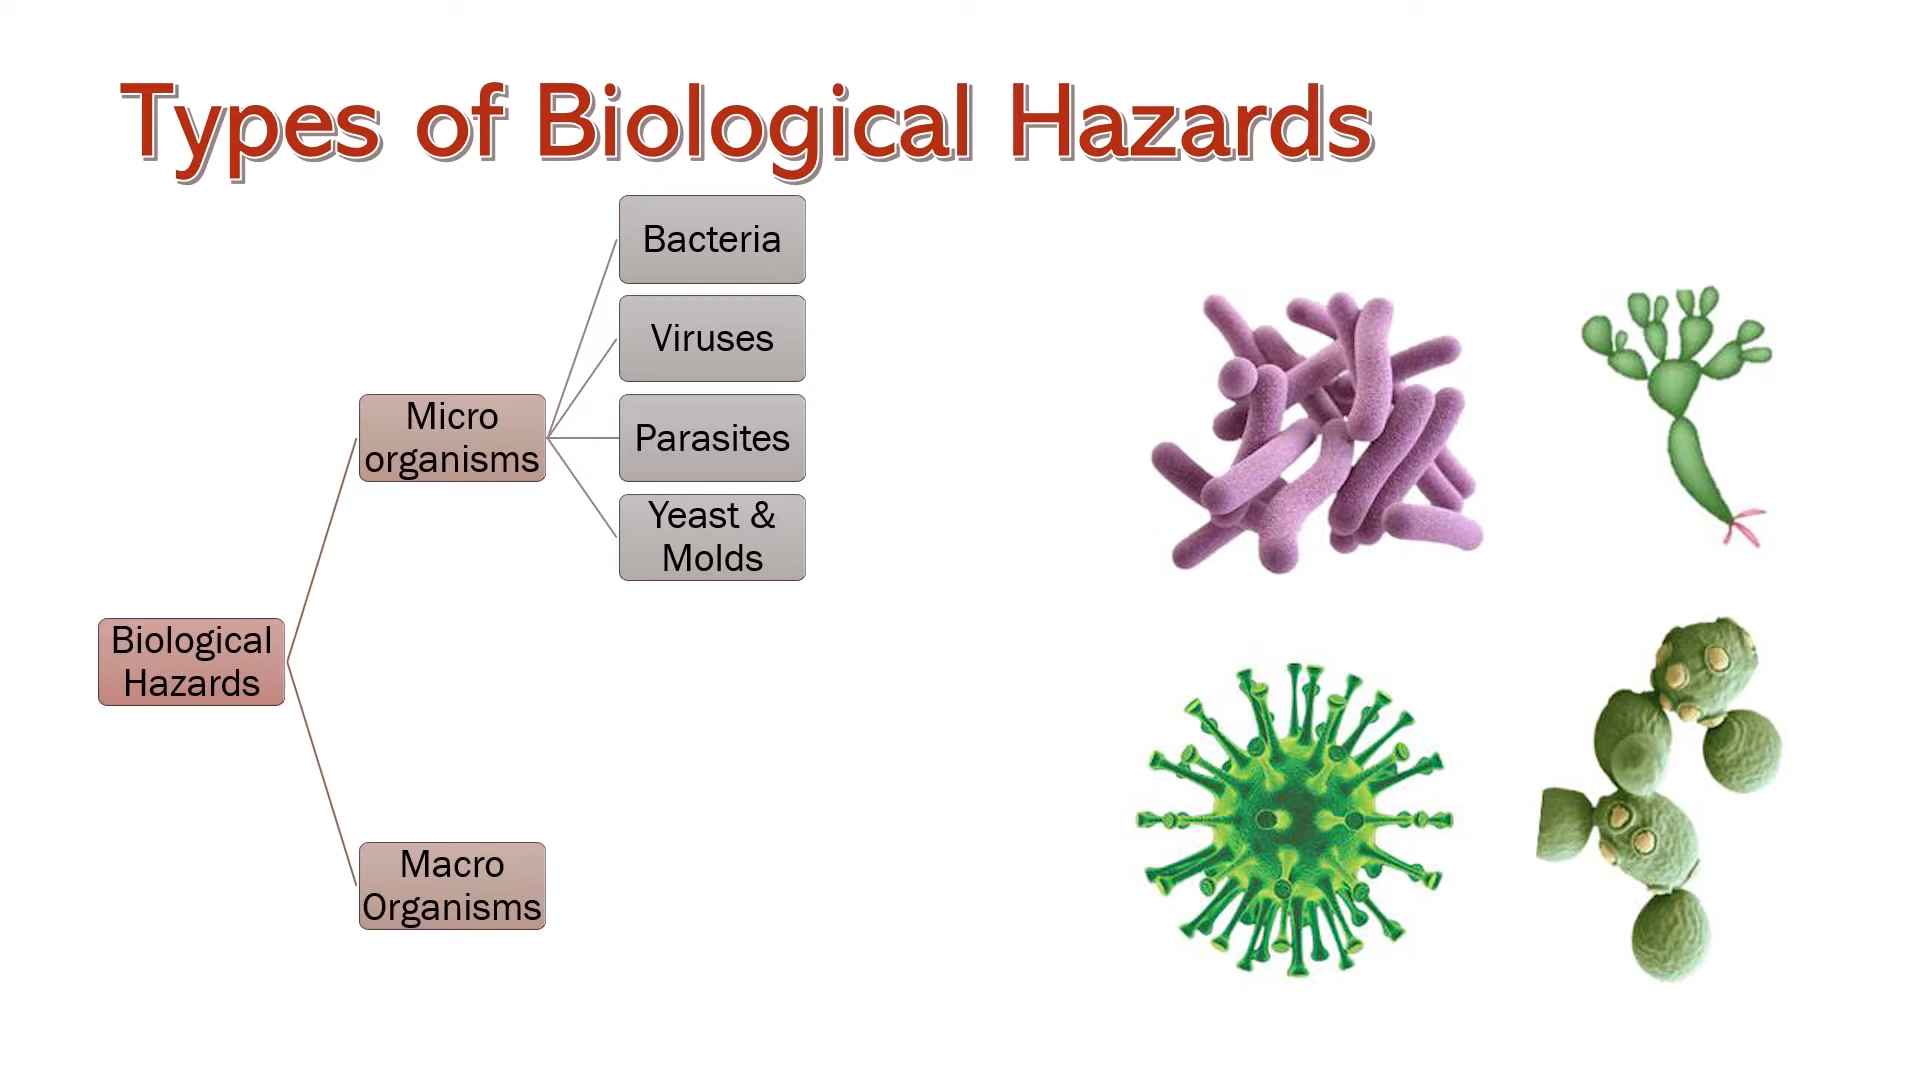 Types of Biological Hazards
Bacteria
Viruses
Micro
organisms
Parasites
Yeast &
Molds
Biological
Hazards
Macro
Organisms